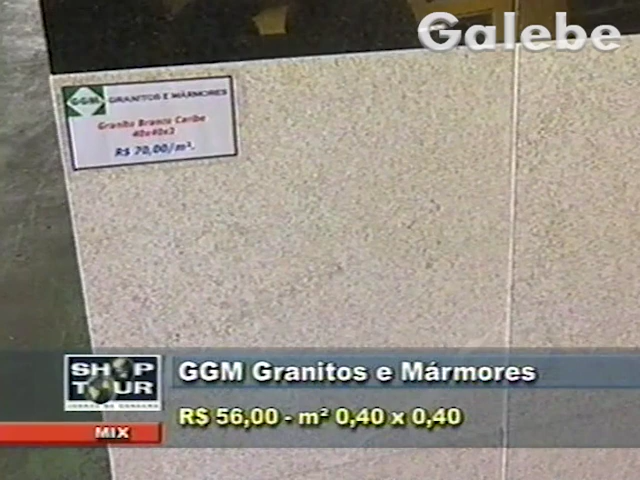 Galebe
GGM GRANITOS E MÁRMORES
Granito Branco Caribe
40x40x2
R$ 70,00/m².
SHOP
TOUR
GGM Granitos e Mármores
R$ 56,00 - m² 0,40 x 0,40
MIX